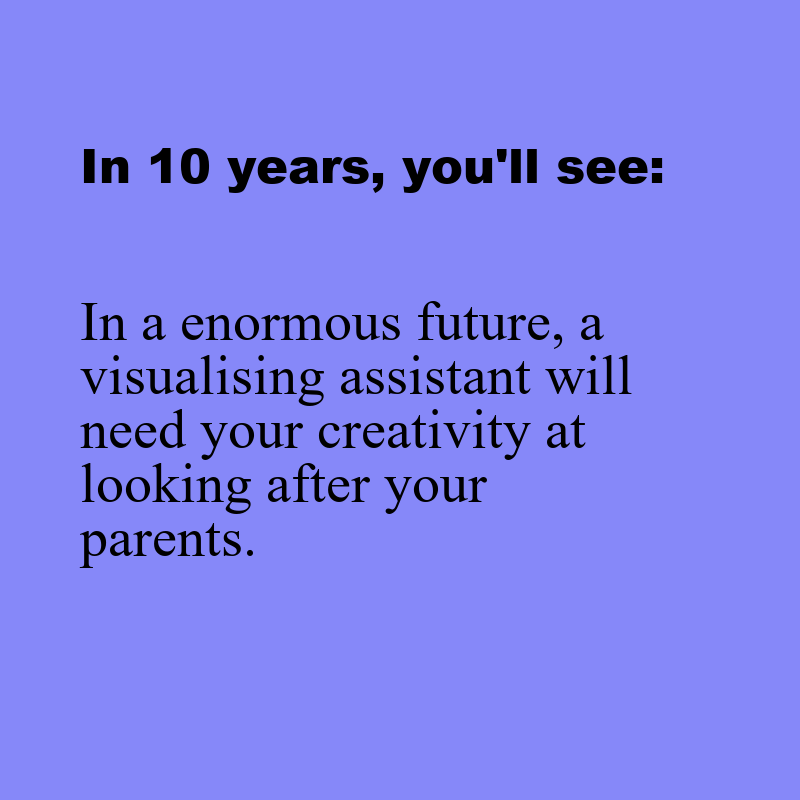 In 10 years, you'll see:
In a enormous future, a
visualising assistant will
need your creativity at
looking after your
parents.